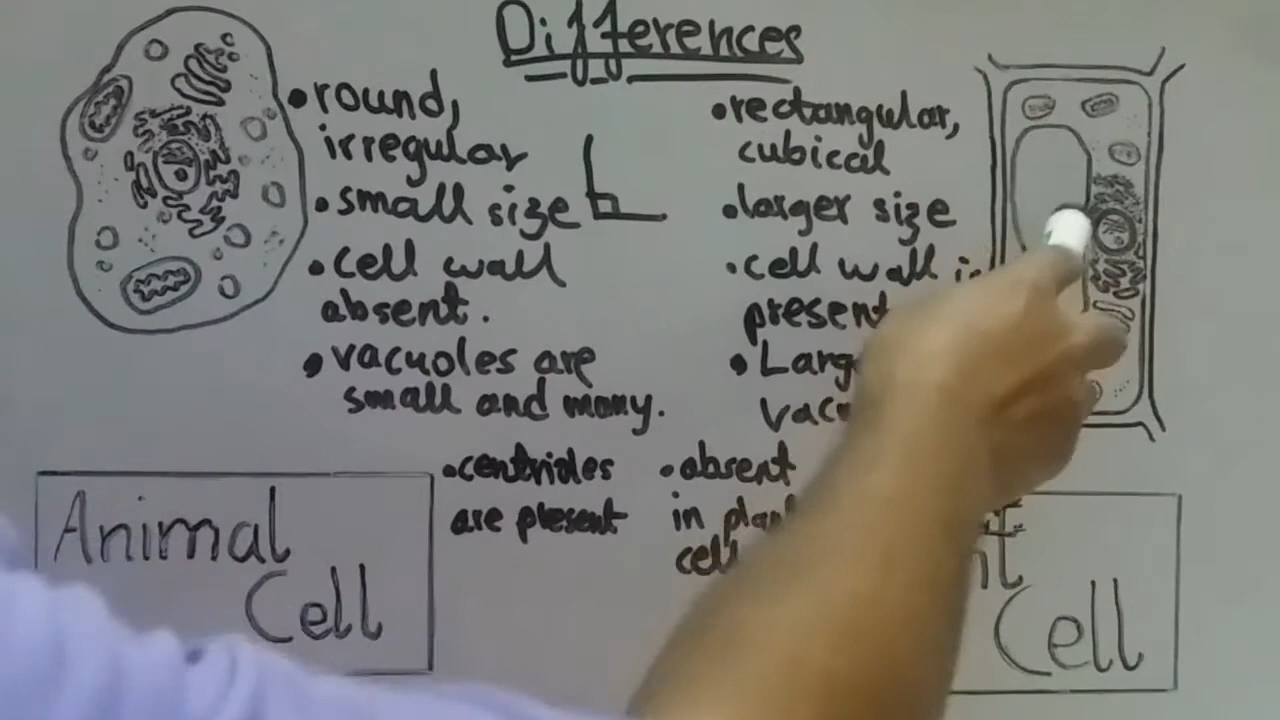 Differences
• round,
irregular
• small size
• cell wall
absent.
• vacuoles are
small and many.
• centrioles
are present
• rectangular,
cubical
• larger size
• cell wall
present
•
• absent
in
Animal
Cell
Cell